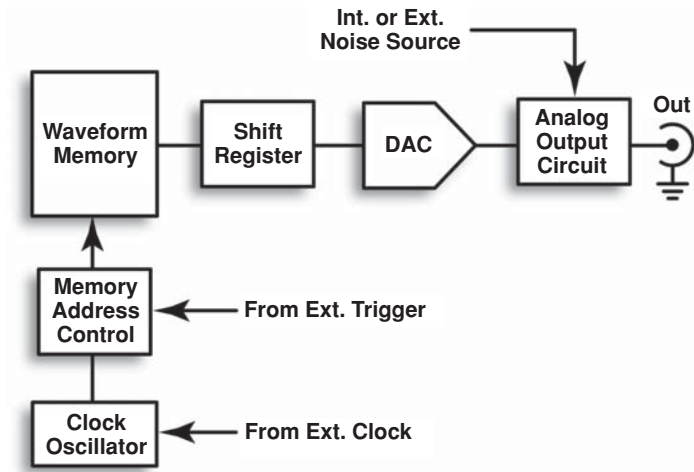 Int. or Ext.
Noise Source
Waveform
Memory
Shift
Register
DAC
Analog
Output
Circuit
Out
Memory
Address
Control
From Ext. Trigger
Clock
Oscillator
From Ext. Clock